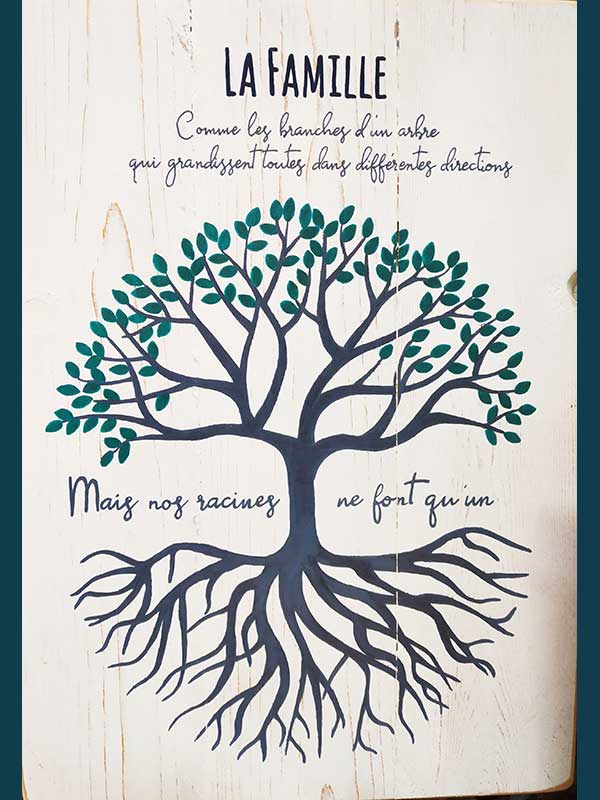 La Famille
Comme les branches d'un arbre
qui grandissent toutes dans différentes directions
Mais nos racines ne font qu'un